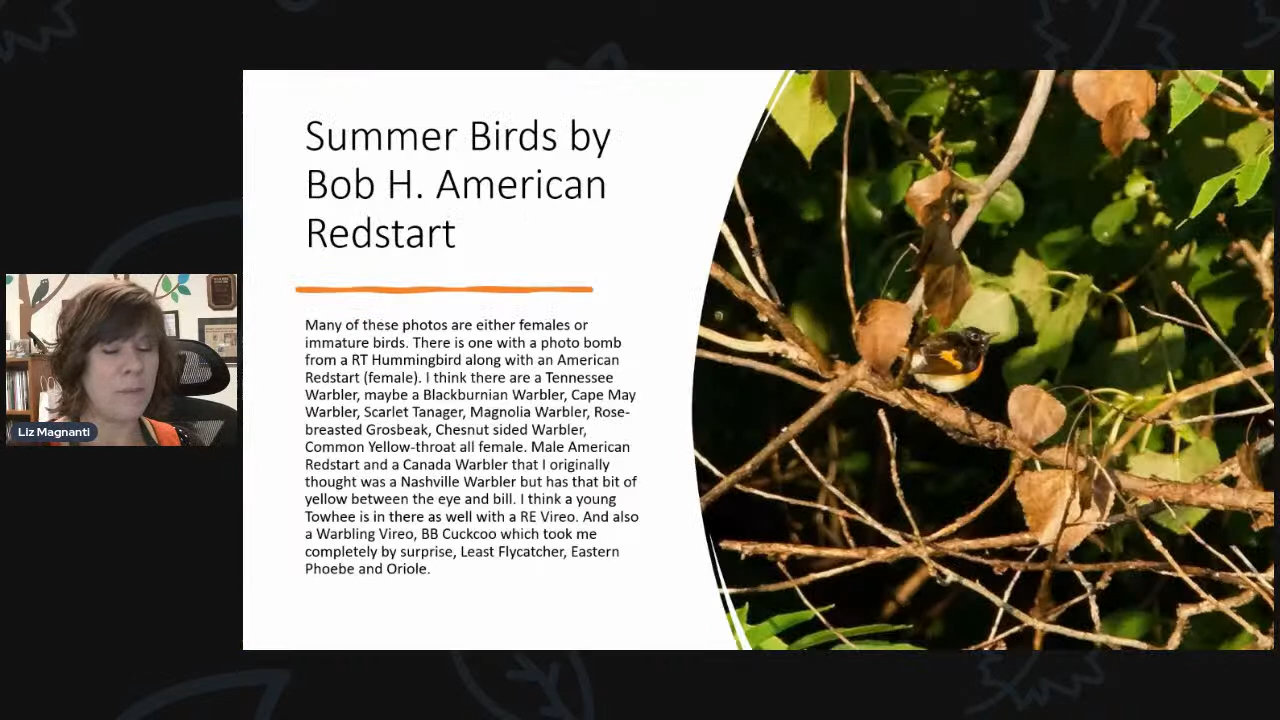 Summer Birds by
Bob H. American
Redstart
Many of these photos are either females or
immature birds. There is one with a photo bomb
from a RT Hummingbird along with an American
Redstart (female). I think there are a Tennessee
Warbler, maybe a Blackburnian Warbler, Cape May
Warbler, Scarlet Tanager, Magnolia Warbler, Rose-
breasted Grosbeak, Chesnut sided Warbler,
Common Yellow-throat all female. Male American
Redstart and a Canada Warbler that I originally
thought was a Nashville Warbler but has that bit of
yellow between the eye and bill. I think a young
Towhee is in there as well with a RE Vireo. And also
a Warbling Vireo, BB Cuckcoo which took me
completely by surprise, Least Flycatcher, Eastern
Phoebe and Oriole.
Liz Magnanti